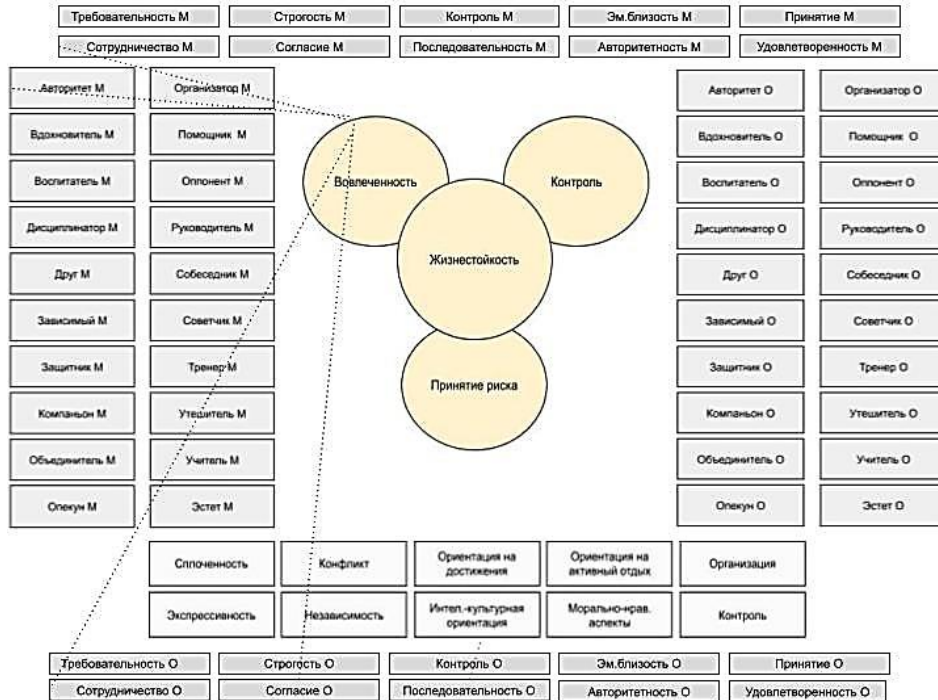 Требовательность М
Строгость М
Контроль М
Эм.близость М
Принятие М
Сотрудничество М
Согласие М
Последовательность М
Авторитетность М
Удовлетворенность М
Авторитет М
Организатор М
Вдохновитель М
Помощник М
Воспитатель М
Оппонент М
Дисциплинатор М
Руководитель М
Друг М
Собеседник М
Зависимый М
Советчик М
Защитник М
Тренер М
Компаньон М
Утешитель М
Объединитель М
Учитель М
Опекун М
Эстет М
Вовлеченность
Контроль
Жизнестойкость
Принятие риска
Авторитет О
Организатор О
Вдохновитель О
Помощник О
Воспитатель О
Оппонент О
Дисциплинатор О
Руководитель О
Друг О
Собеседник О
Зависимый О
Советчик О
Защитник О
Тренер О
Компаньон О
Утешитель О
Объединитель О
Учитель О
Опекун О
Эстет О
Сплоченность
Конфликт
Ориентация на
достижения
Ориентация на
активный отдых
Организация
Экспрессивность
Независимость
Интел.-культурная
ориентация
Морально-нрав.
аспекты
Контроль
Требовательность О
Строгость О
Контроль О
Эм.близость О
Принятие О
Сотрудничество О
Согласие О
Последовательность О
Авторитетность О
Удовлетворенность О